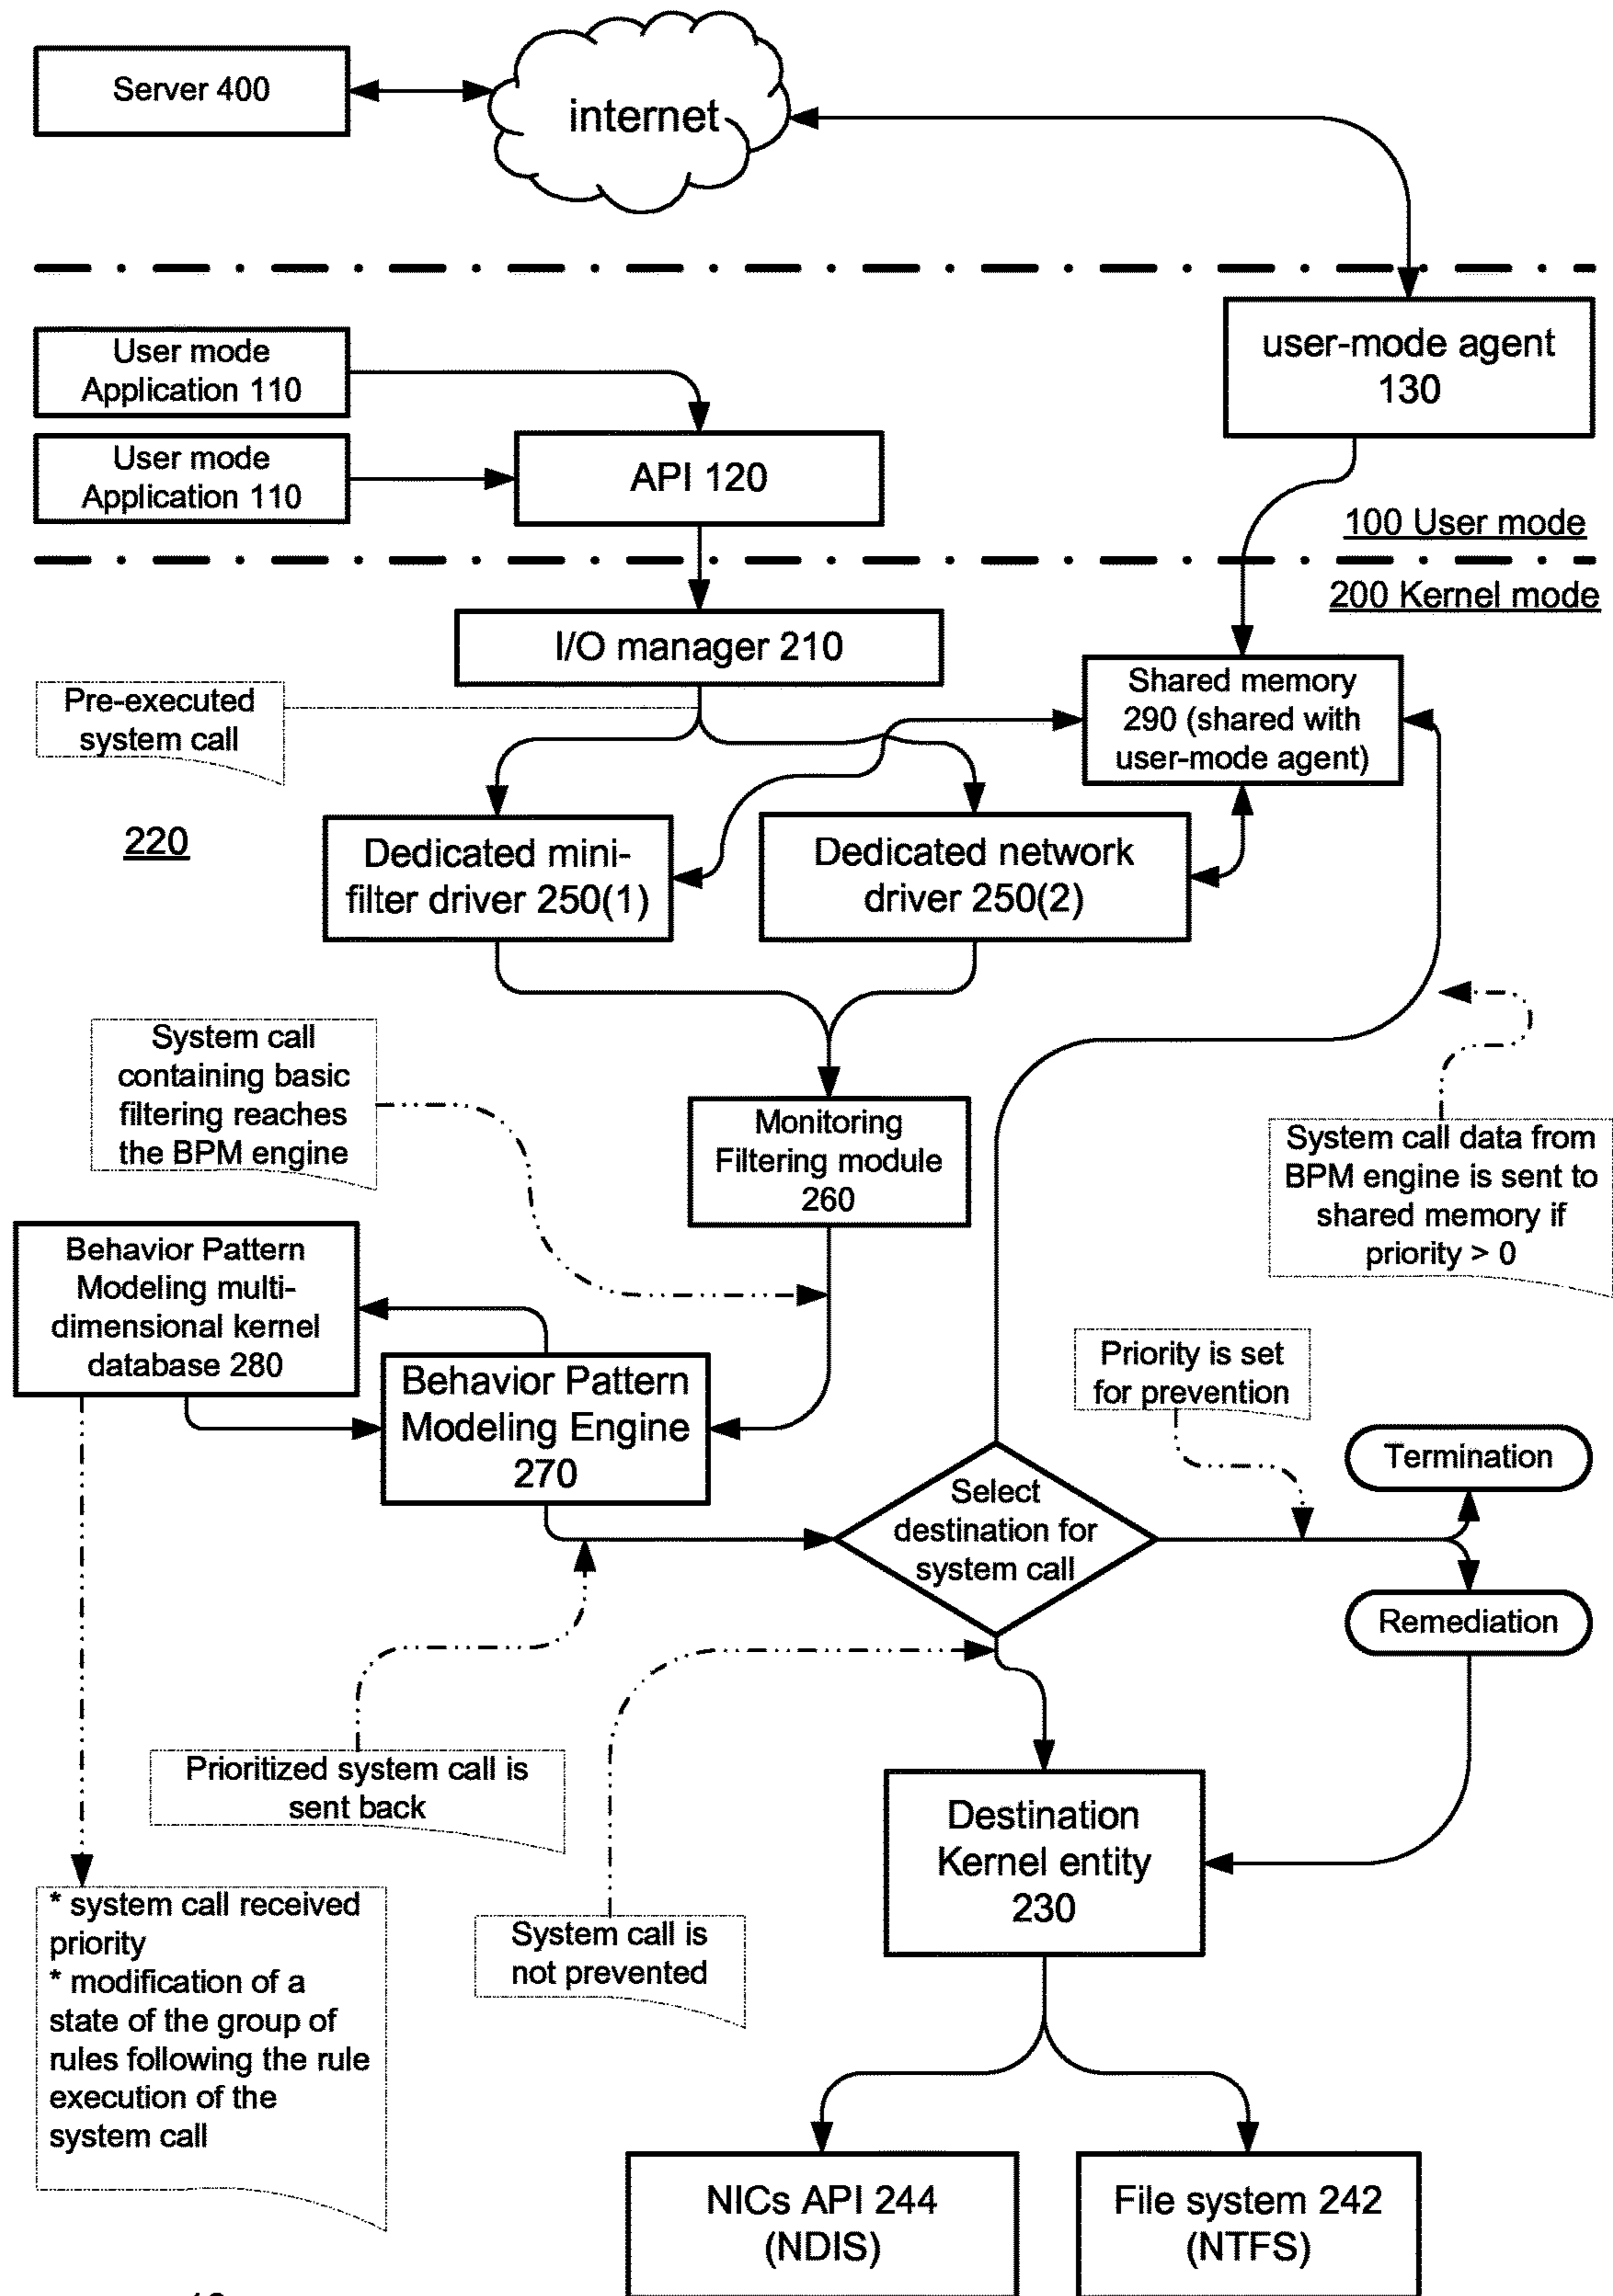 Server 400
internet
User mode
Application 110
user-mode agent
130
User mode
Application 110
API 120
100 User mode
200 Kernel mode
I/O manager 210
Pre-executed
system call
Shared memory
290 (shared with
user-mode agent)
220
Dedicated mini-
filter driver 250(1)
Dedicated network
driver 250(2)
System call
containing basic
filtering reaches
the BPM engine
Monitoring
Filtering module
260
System call data from
BPM engine is sent to
shared memory if
priority > 0
Behavior Pattern
Modeling multi-
dimensional kernel
database 280
Behavior Pattern
Modeling Engine
270
Priority is set
for prevention
Select
destination for
system call
Termination
Remediation
Prioritized system call is
sent back
System call is
not prevented
Destination
Kernel entity
230
* system call received
priority
* modification of a
state of the group of
rules following the rule
execution of the
system call
NICs API 244
(NDIS)
File system 242
(NTFS)